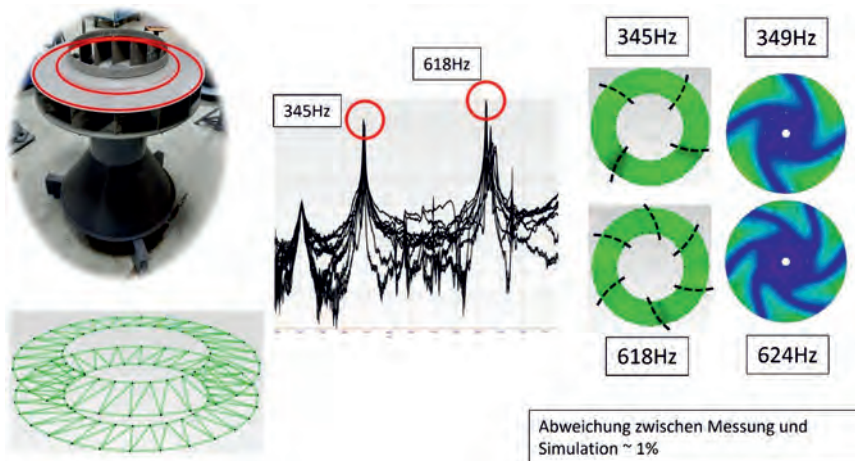 345Hz
618Hz
345Hz
349Hz
618Hz
624Hz
Abweichung zwischen Messung und
Simulation ~ 1%